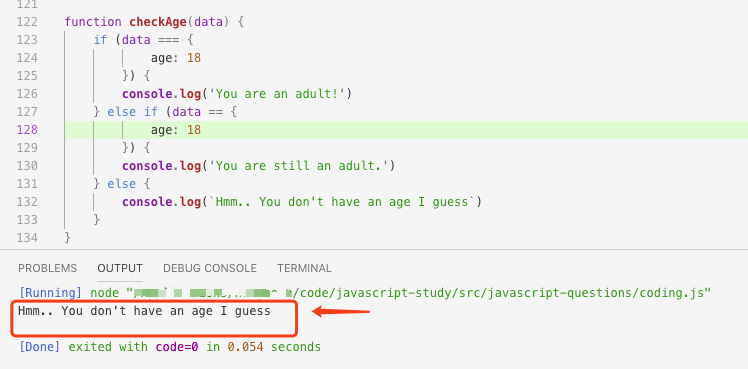 121
122 function checkAge(data) {
123 if (data === {
124 age: 18
125 }) {
126 console.log('You are an adult!')
127 } else if (data == {
128 age: 18
129 }) {
130 console.log('You are still an adult.')
131 } else {
132 console.log(`Hmm.. You don't have an age I guess`)
133 }
134 }
PROBLEMS OUTPUT DEBUG CONSOLE TERMINAL
[Running] node "/code/javascript-study/src/javascript-questions/coding.js"
Hmm.. You don't have an age I guess
[Done] exited with code=0 in 0.054 seconds